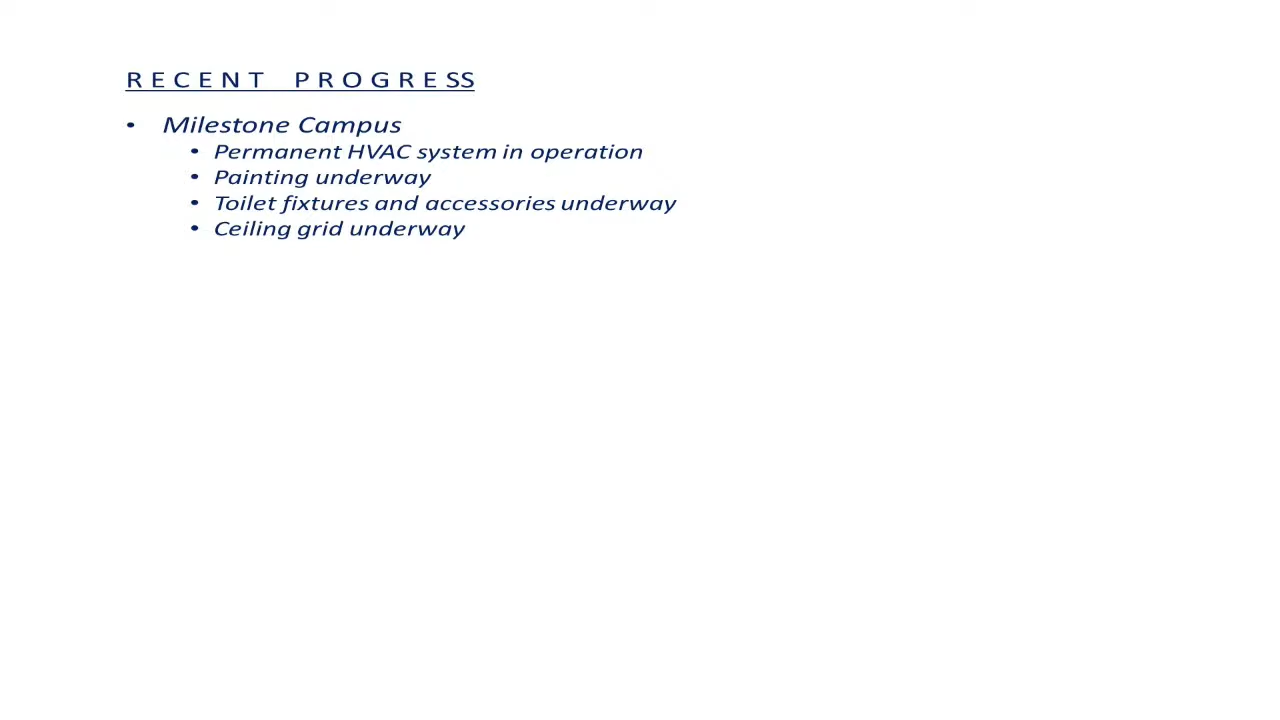 RECENT PROGRESS
• Milestone Campus
• Permanent HVAC system in operation
• Painting underway
• Toilet fixtures and accessories underway
• Ceiling grid underway